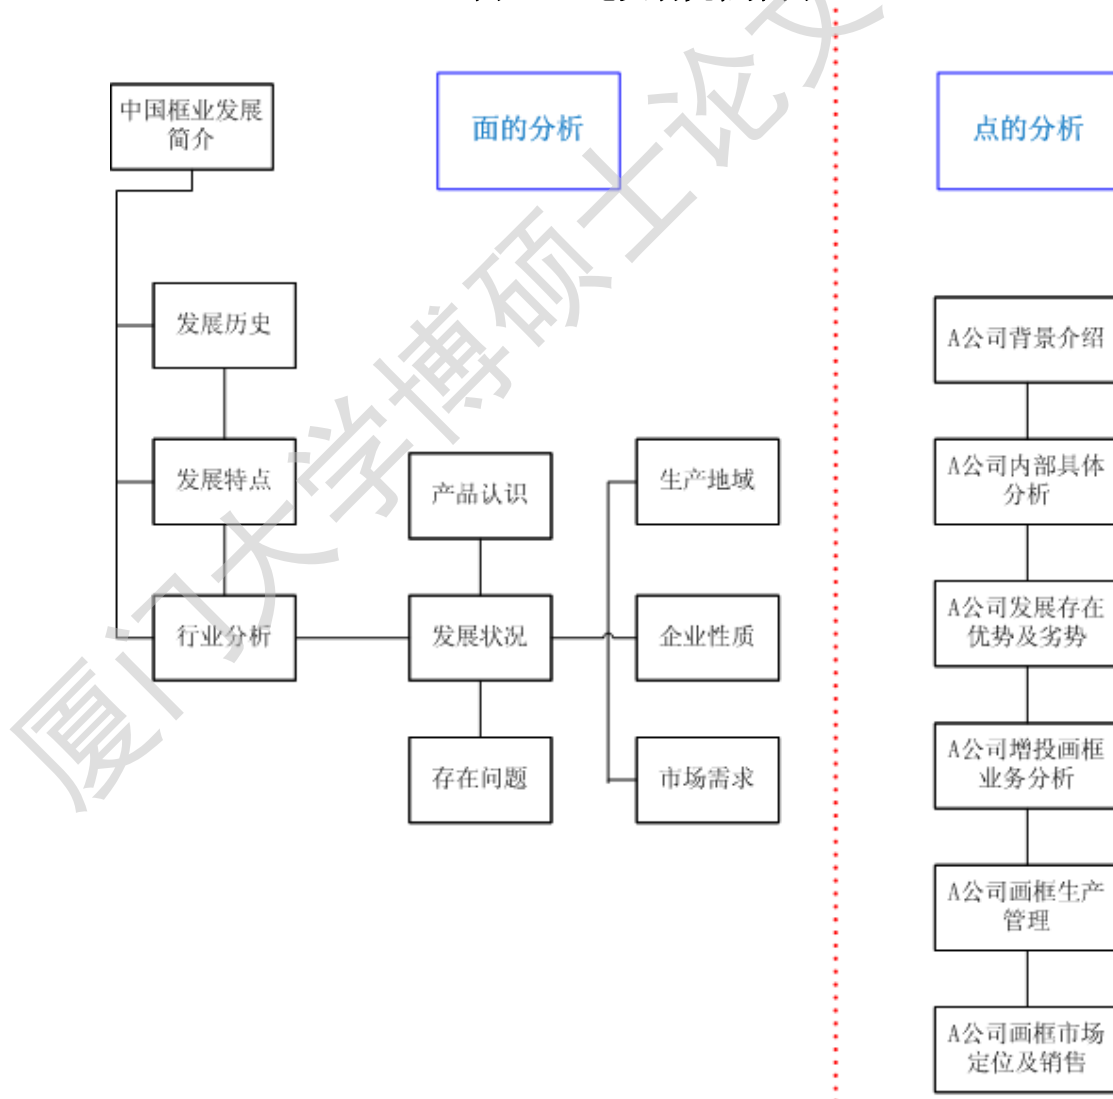 中国框业发展
简介
面的分析
点的分析
发展历史
发展特点
行业分析
产品认识
发展状况
存在问题
生产地域
企业性质
市场需求
A公司背景介绍
A公司内部具体
分析
A公司发展存在
优势及劣势
A公司增投画框
业务分析
A公司画框生产
管理
A公司画框市场
定位及销售
厦门大学博硕士论文